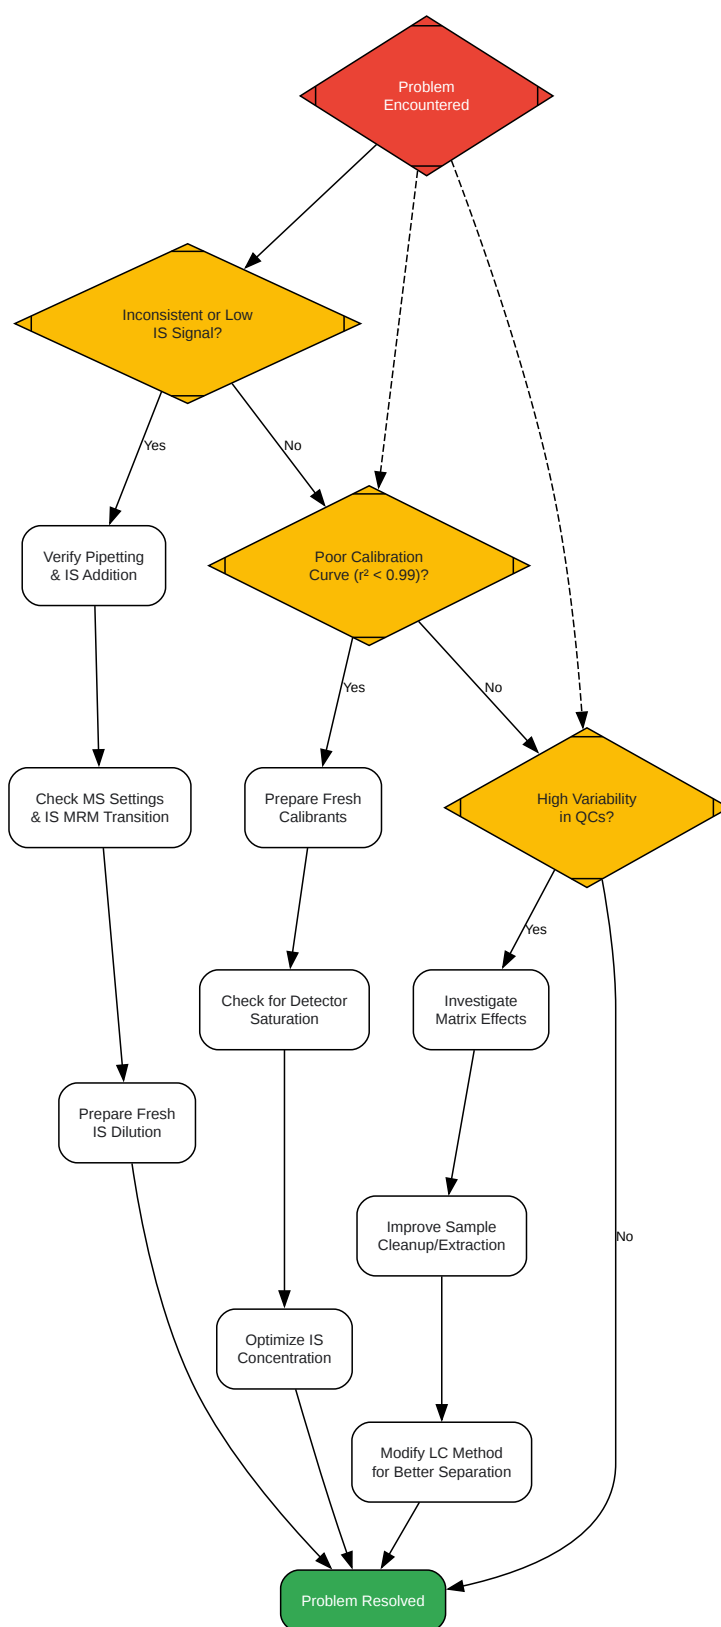 Problem
Encountered
Inconsistent or Low
IS Signal?
Yes
No
Verify Pipetting
& IS Addition
Poor Calibration
Curve (r² < 0.99)?
Yes
No
Check MS Settings
& IS MRM Transition
Prepare Fresh
Calibrants
High Variability
in QCs?
Yes
Check for Detector
Saturation
Investigate
Matrix Effects
Prepare Fresh
IS Dilution
Improve Sample
Cleanup/Extraction
No
Optimize IS
Concentration
Modify LC Method
for Better Separation
Problem Resolved